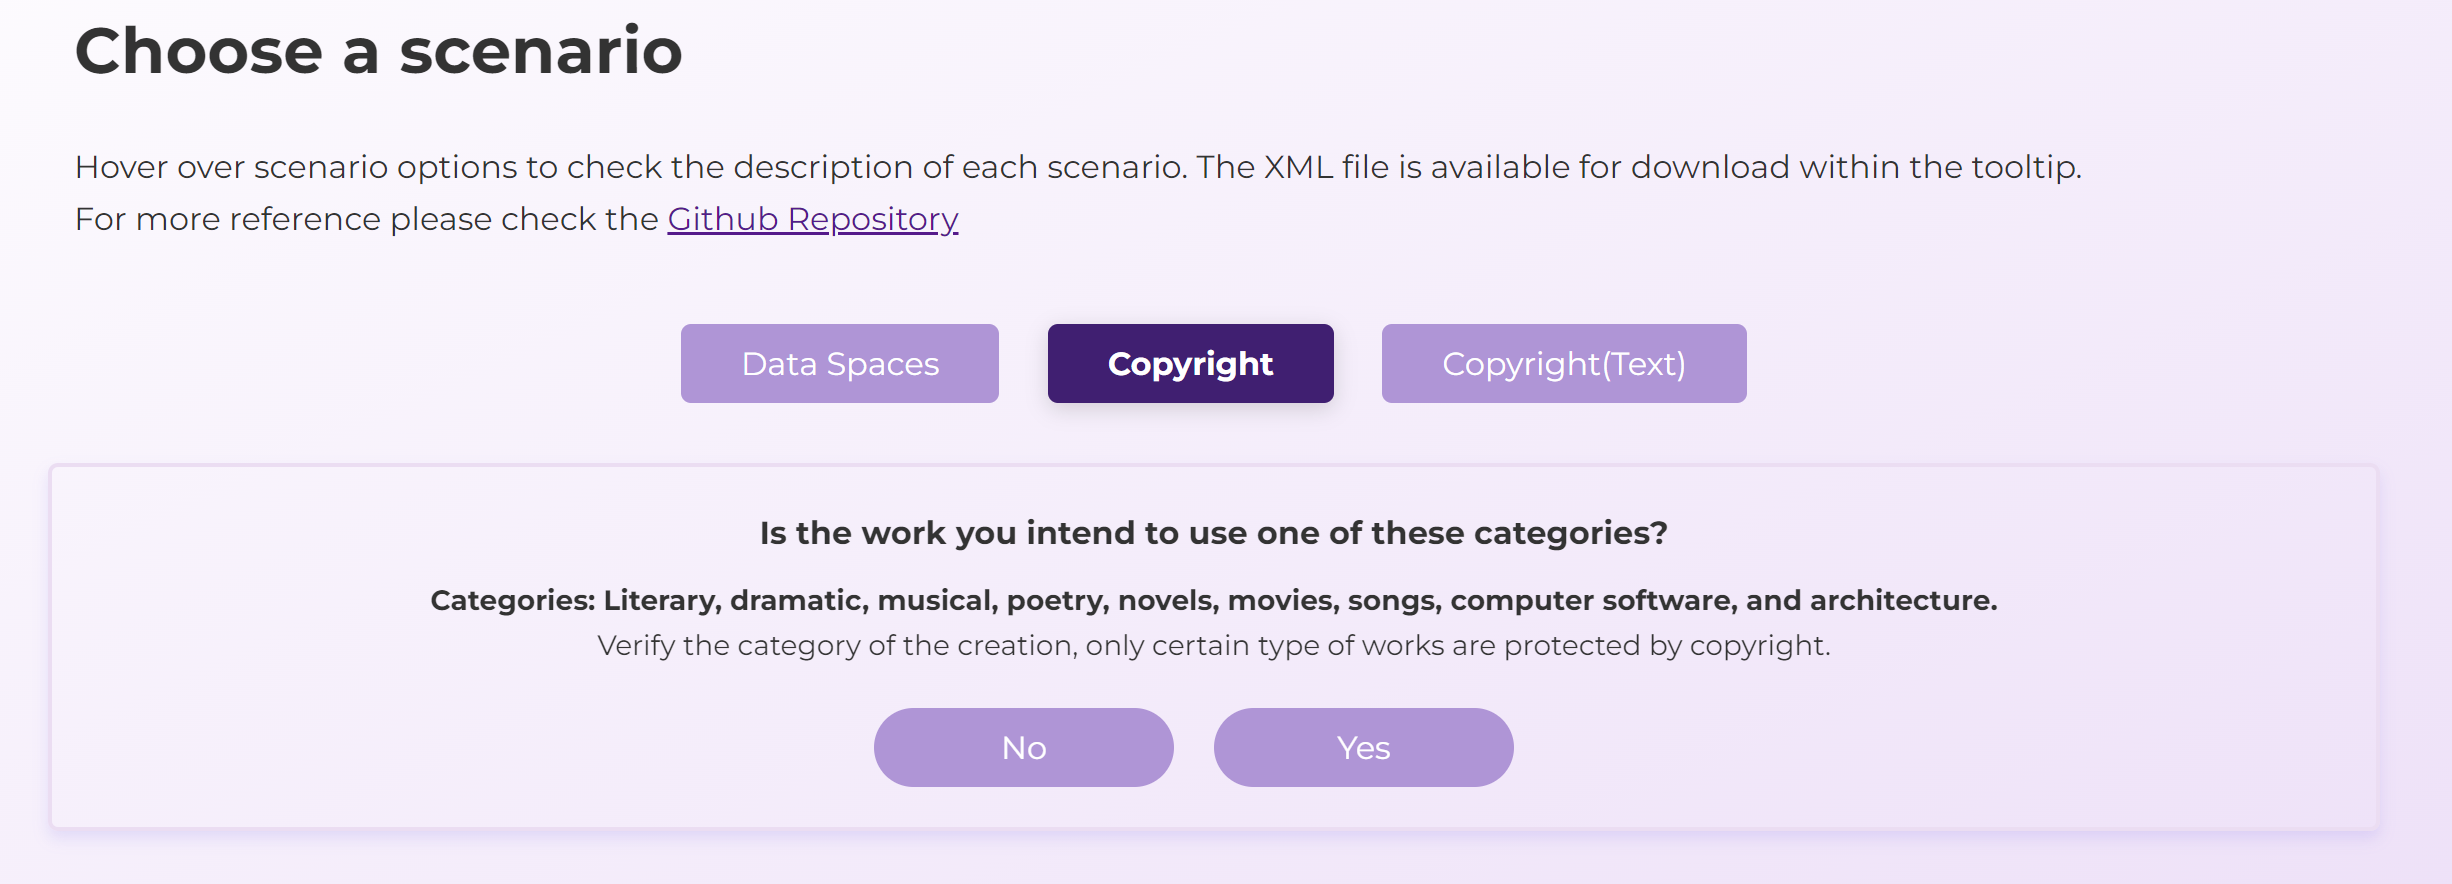 Choose a scenario
Hover over scenario options to check the description of each scenario. The XML file is available for download within the tooltip.
For more reference please check the Github Repository
Data Spaces
Copyright
Copyright(Text)
Is the work you intend to use one of these categories?
Categories: Literary, dramatic, musical, poetry, novels, movies, songs, computer software, and architecture.
Verify the category of the creation, only certain type of works are protected by copyright.
No
Yes